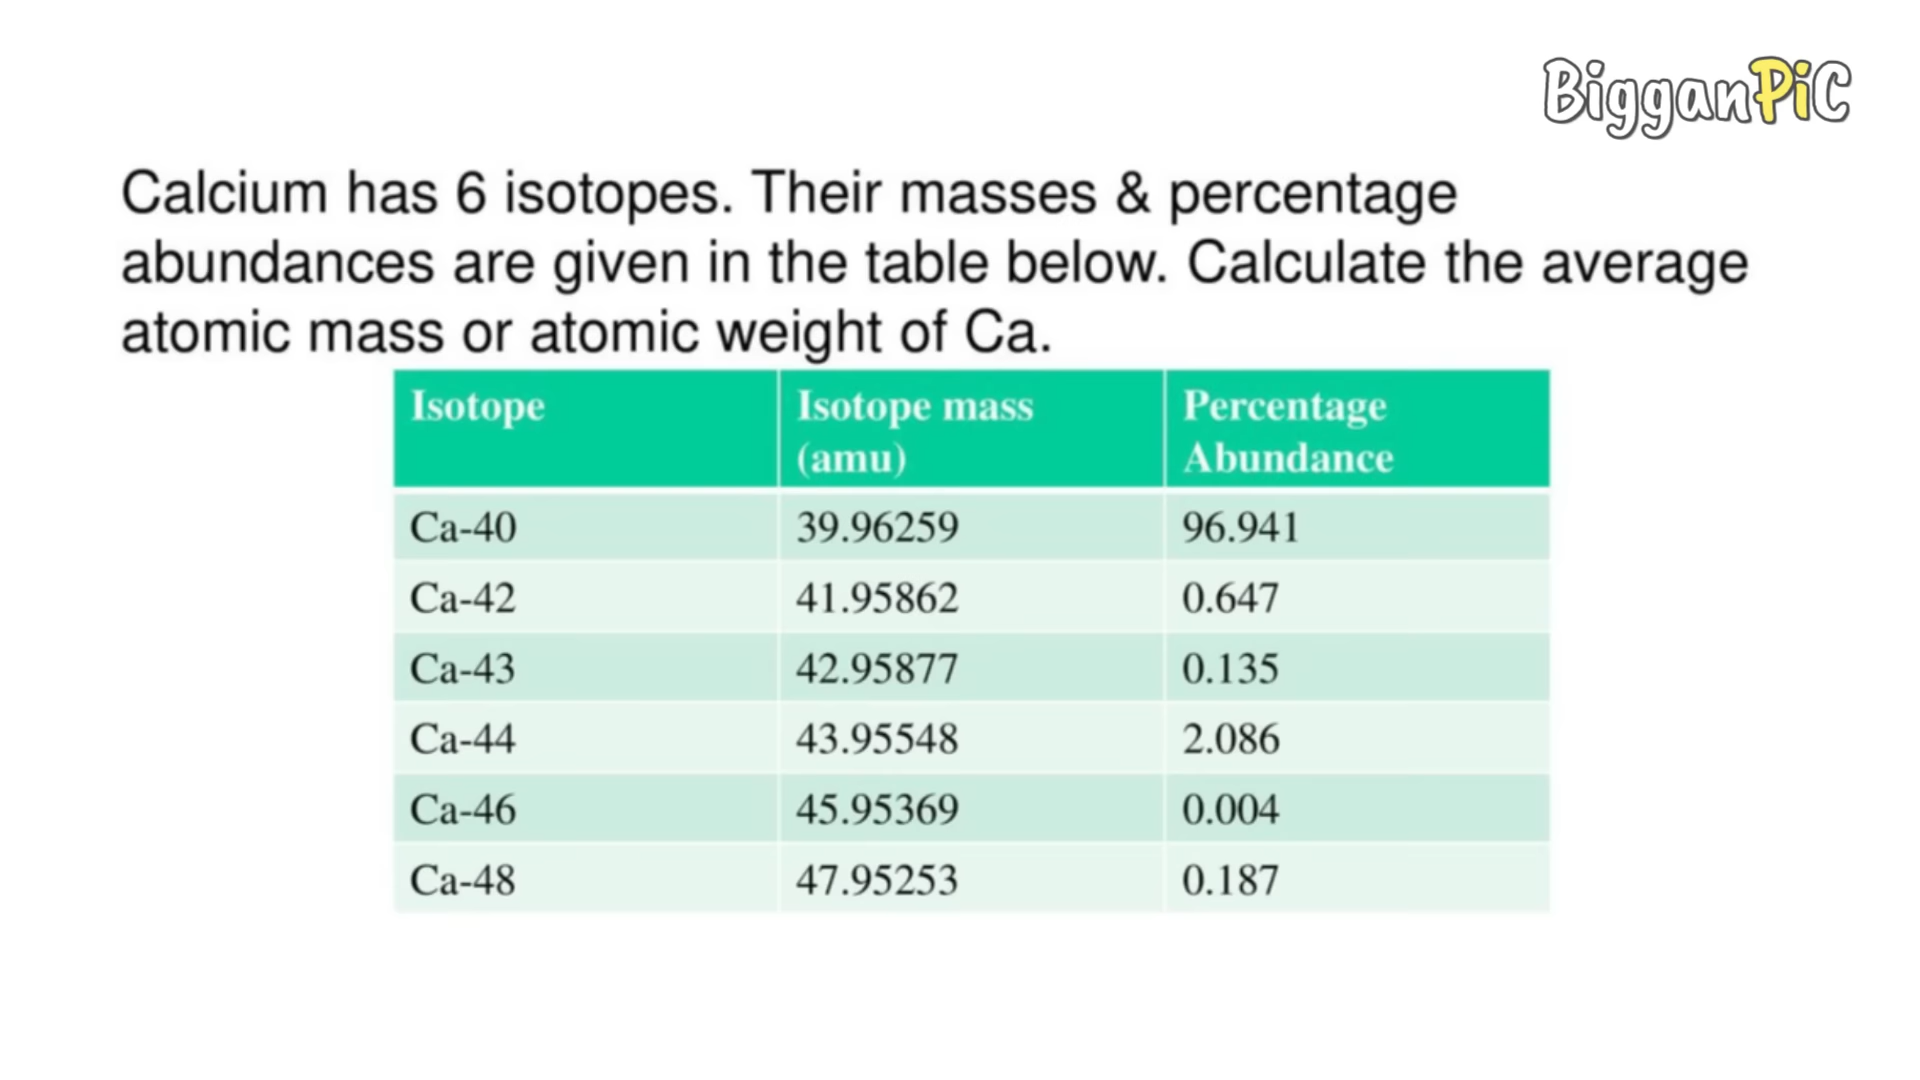 BigganPiC
Calcium has 6 isotopes. Their masses & percentage
abundances are given in the table below. Calculate the average
atomic mass or atomic weight of Ca.
Isotope Isotope mass (amu) Percentage Abundance
Ca-40 39.96259 96.941
Ca-42 41.95862 0.647
Ca-43 42.95877 0.135
Ca-44 43.95548 2.086
Ca-46 45.95369 0.004
Ca-48 47.95253 0.187